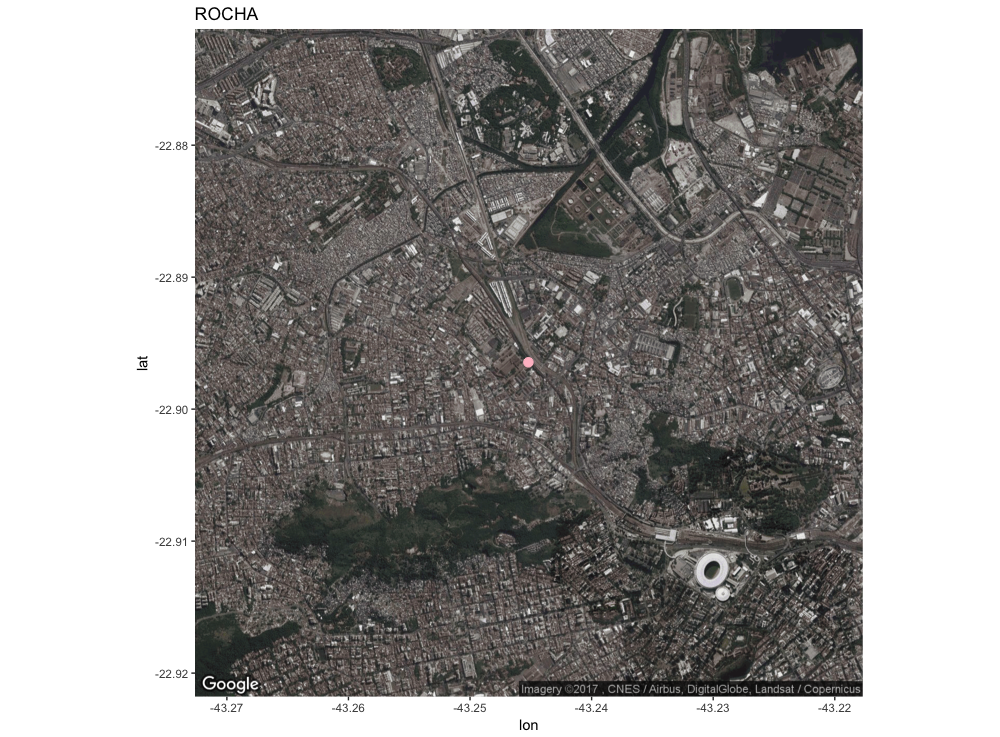 ROCHA
lat
-22.88
-22.89
-22.90
-22.91
-22.92
Google
Imagery ©2017 , CNES / Airbus, DigitalGlobe, Landsat / Copernicus
-43.27 -43.26 -43.25 -43.24 -43.23 -43.22
lon